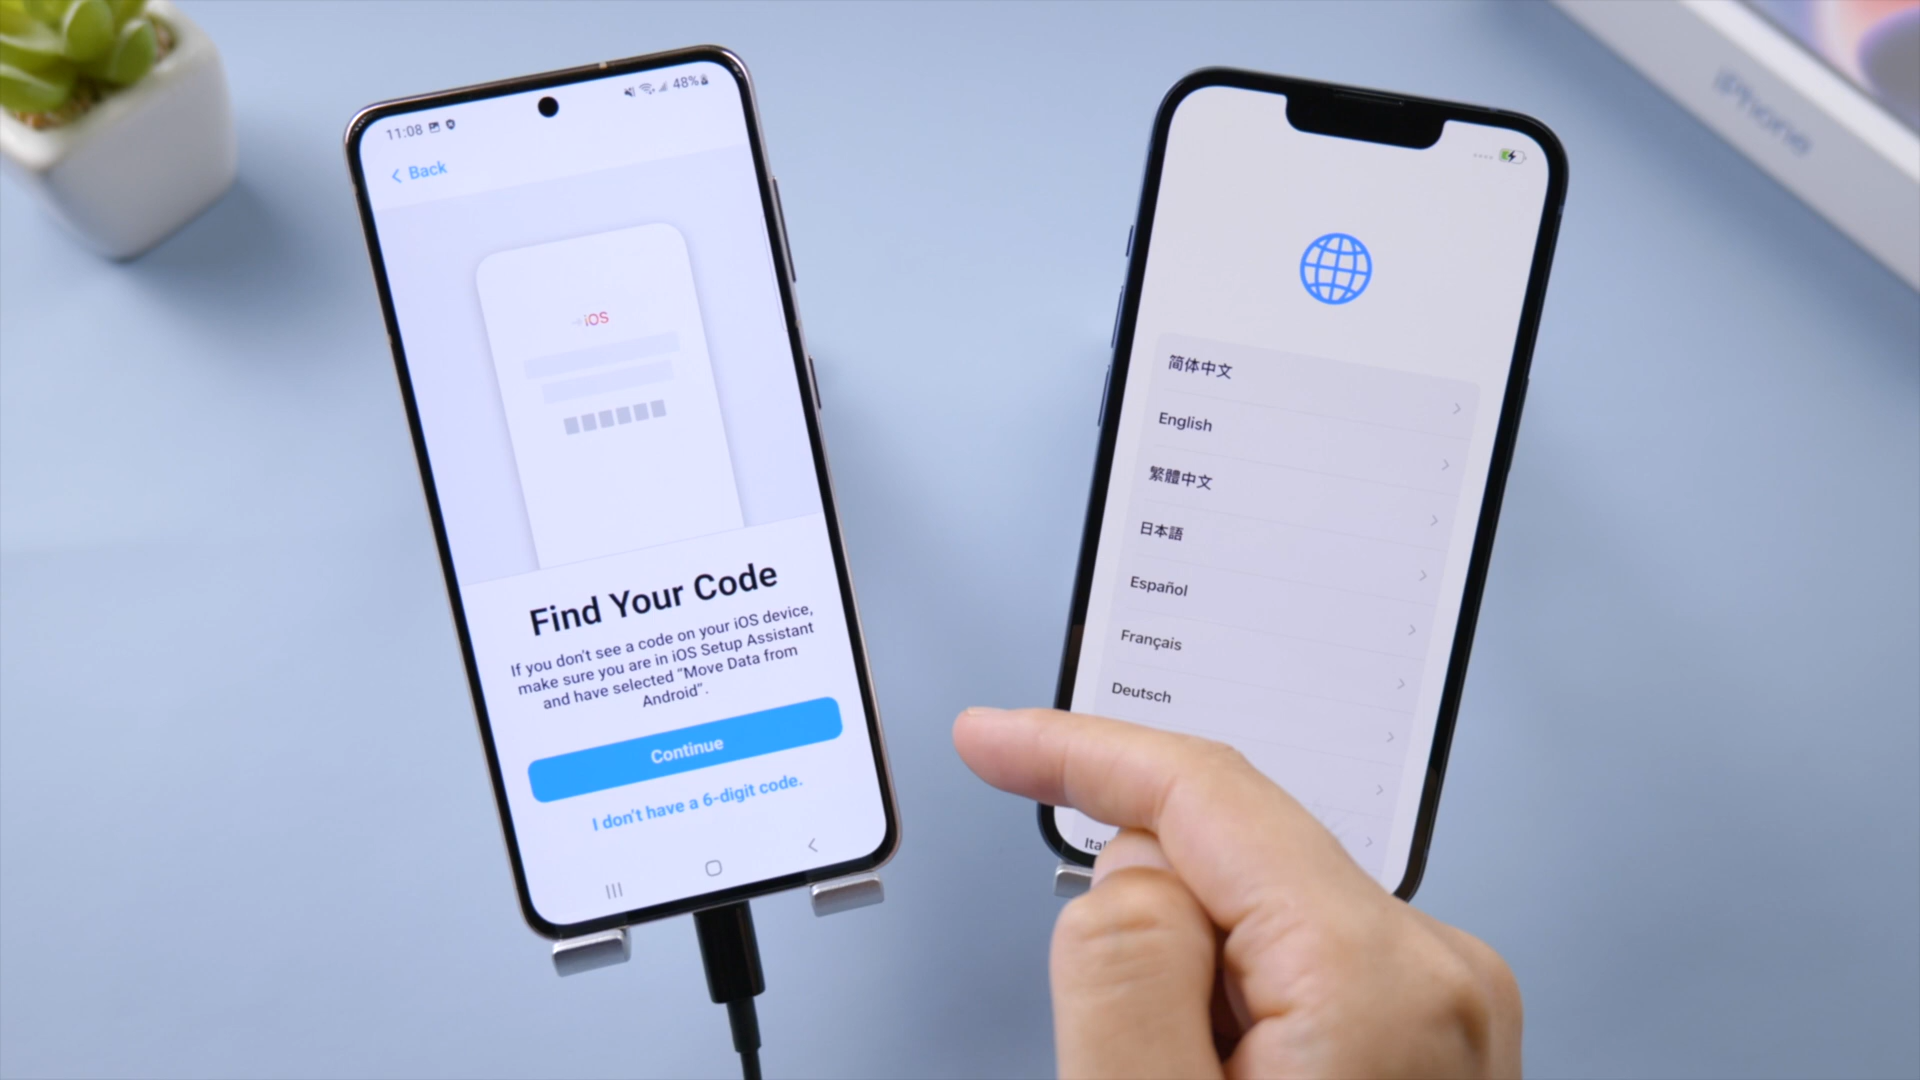 11:08
48%
Back
iOS
Find Your Code
If you don't see a code on your iOS device,
make sure you are in iOS Setup Assistant
and have selected "Move Data from
Android".
Continue
I don't have a 6-digit code.
简体中文
English
繁體中文
日本語
Español
Français
Deutsch
iPhone